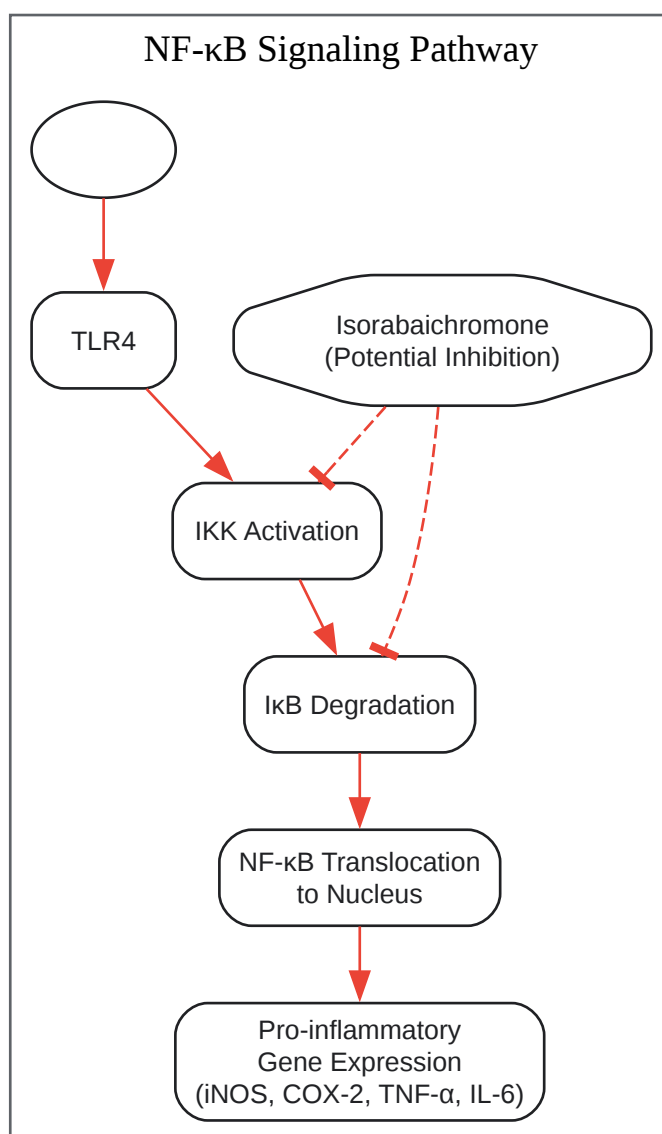 NF-κB Signaling Pathway
TLR4
Isorabaichromone
(Potential Inhibition)
IKK Activation
IκB Degradation
NF-κB Translocation
to Nucleus
Pro-inflammatory
Gene Expression
(iNOS, COX-2, TNF-α, IL-6)